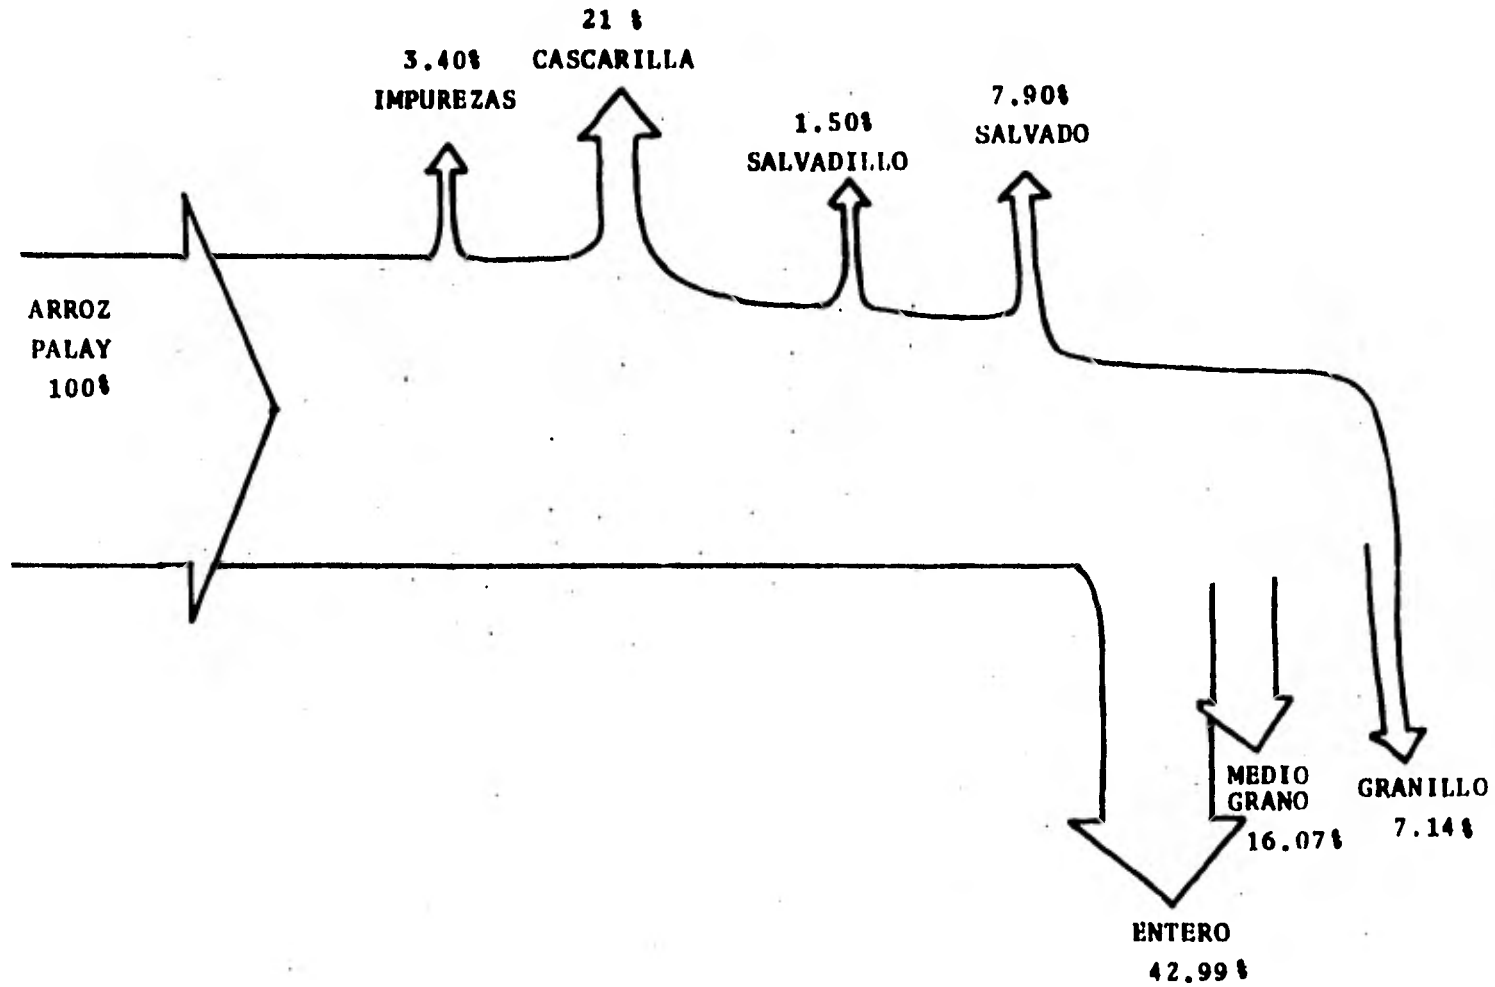 3.40%
IMPUREZAS
21 %
CASCARILLA
1.50%
SALVADILLO
7.90%
SALVADO
ARROZ
PALAY
100%
MEDIO
GRANO
16.07%
GRANILLO
7.14%
ENTERO
42.99%